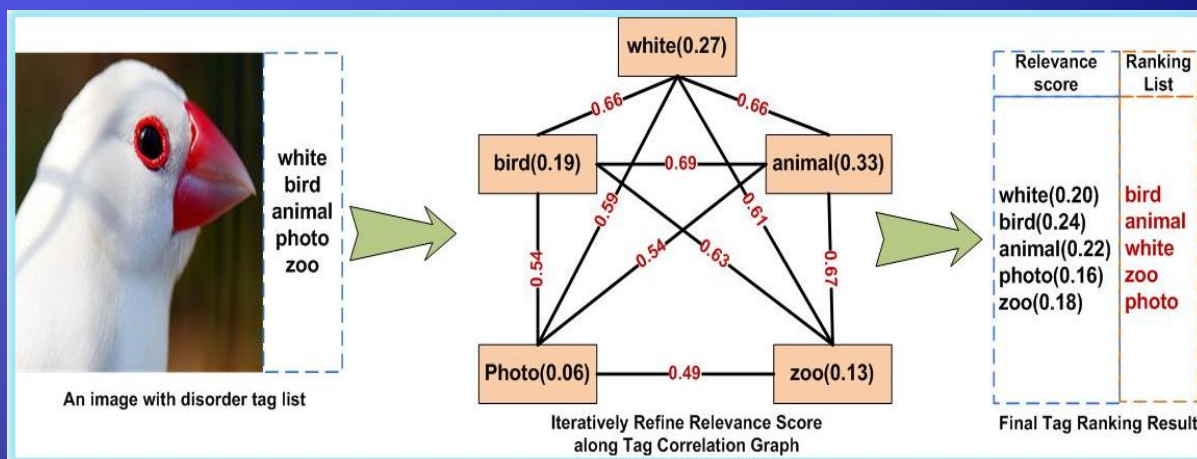 white
bird
animal
photo
zoo
An image with disorder tag list
white(0.27)
0.66
0.66
bird(0.19)
0.69
animal(0.33)
0.59
0.61
0.54
0.54
0.63
0.67
Photo(0.06)
0.49
zoo(0.13)
Iteratively Refine Relevance Score
along Tag Correlation Graph
Relevance
score
Ranking
List
white(0.20)
bird(0.24)
animal(0.22)
photo(0.16)
zoo(0.18)
bird
animal
white
zoo
photo
Final Tag Ranking Result